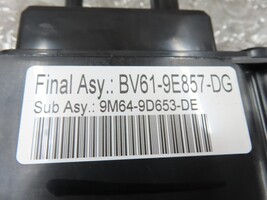 Final Asy.: BV61-9E857-DG
Sub Asy.: 9M64-9D653-DE